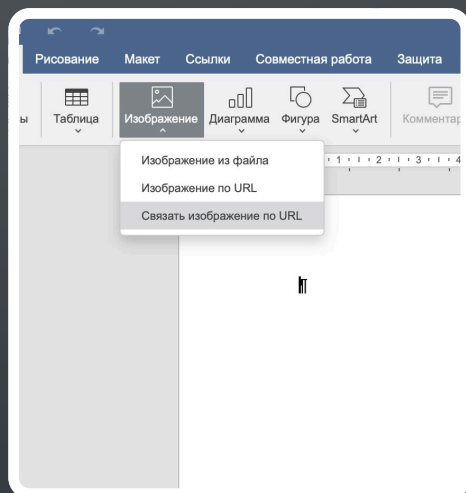 Рисование Макет Ссылки Совместная работа Защита
ы Таблица Изображение Диаграмма Фигура SmartArt Комментар
Изображение из файла
Изображение по URL
Связать изображение по URL
1 2 3 4
¶